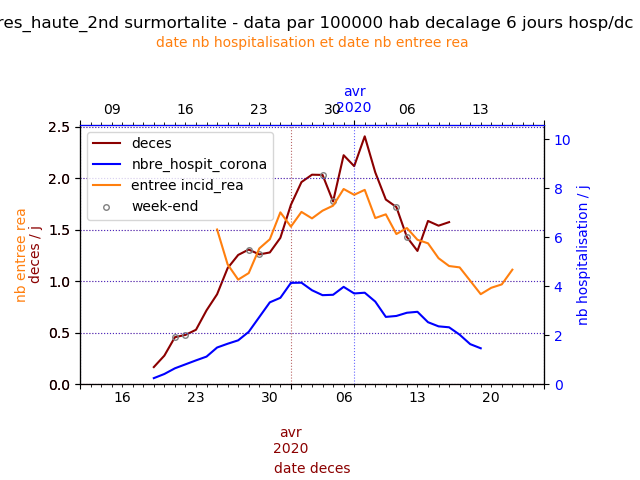 res_haute_2nd surmortalite - data par 100000 hab decalage 6 jours hosp/dc
date nb hospitalisation et date nb entree rea
avr
2020
09 16 23 30 06 13
2.5
2.0
1.5
1.0
0.5
0.0
10
8
6
4
2
0
deces
nbre_hospit_corona
entree incid_rea
week-end
nb entree rea
deces / j
nb hospitalisation / j
16 23 30 06 13 20
avr
2020
date deces